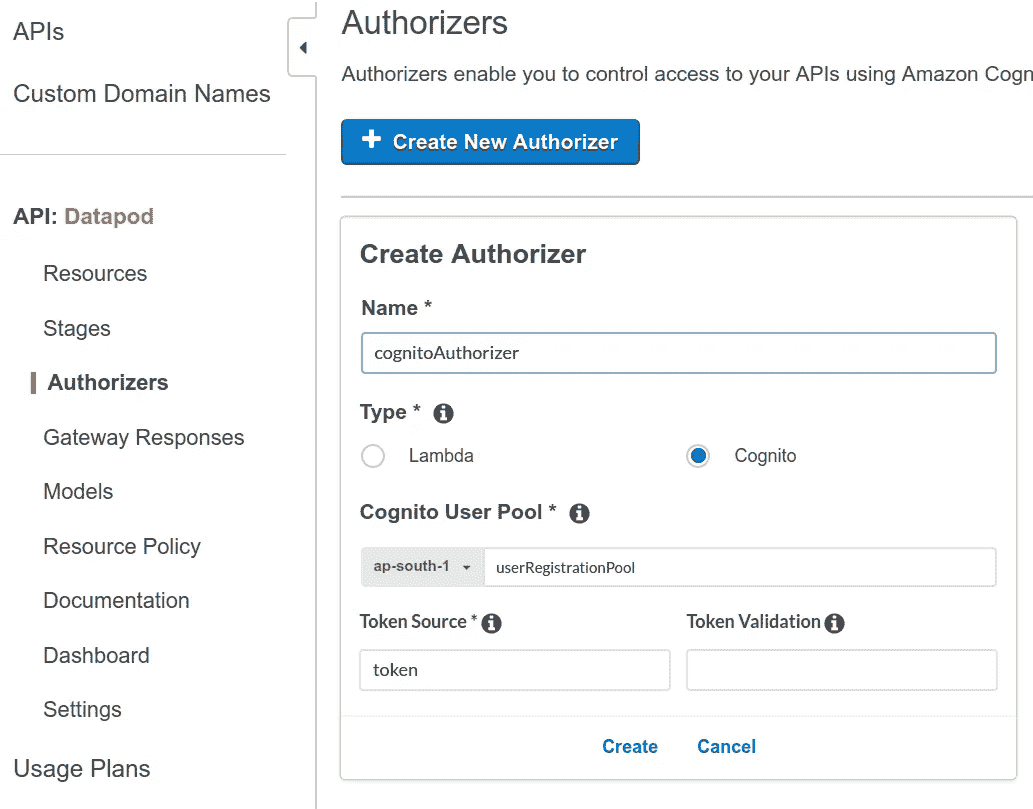 APIs
Custom Domain Names
API: Datapod
Resources
Stages
Authorizers
Gateway Responses
Models
Resource Policy
Documentation
Dashboard
Settings
Usage Plans
Authorizers
Authorizers enable you to control access to your APIs using Amazon Cogn
+ Create New Authorizer
Create Authorizer
Name *
cognitoAuthorizer
Type *
Lambda Cognito
Cognito User Pool *
ap-south-1 userRegistrationPool
Token Source * Token Validation
token
Create Cancel